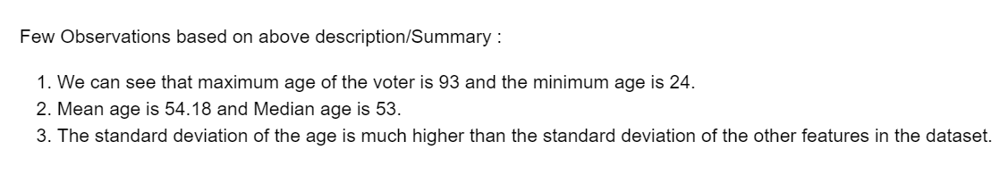 Few Observations based on above description/Summary :
1. We can see that maximum age of the voter is 93 and the minimum age is 24.
2. Mean age is 54.18 and Median age is 53.
3. The standard deviation of the age is much higher than the standard deviation of the other features in the dataset.